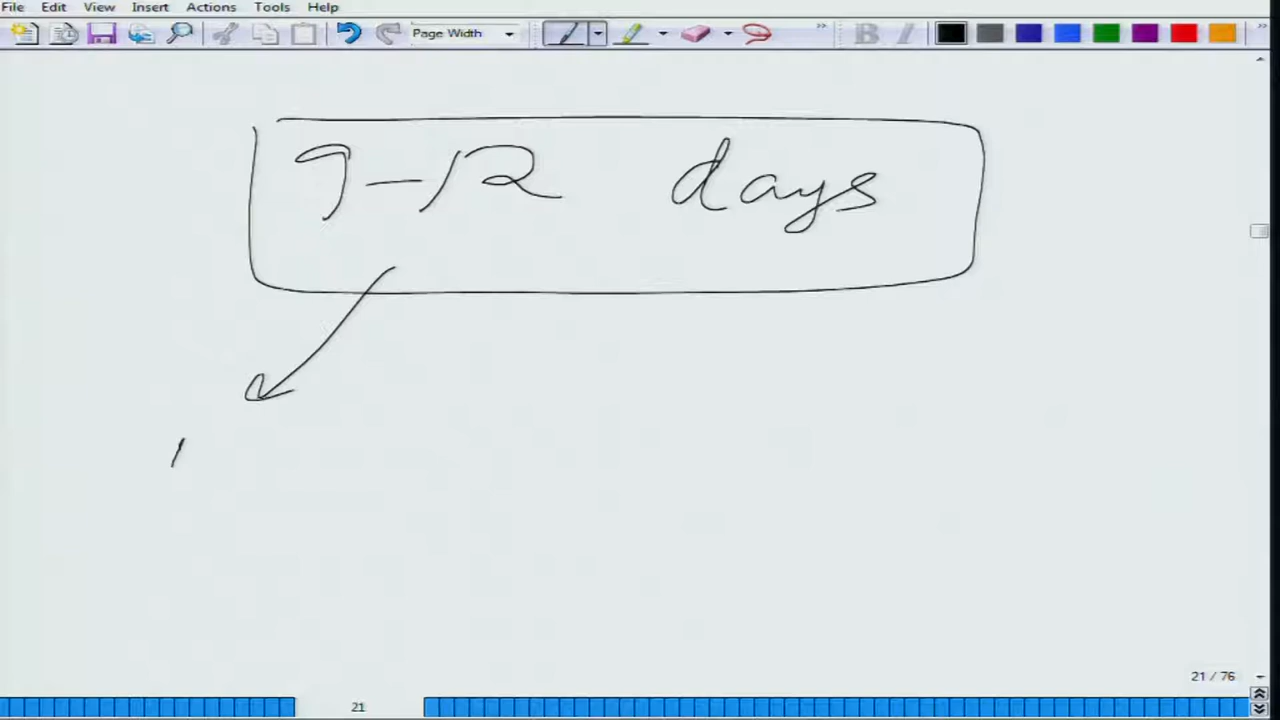 File Edit View Insert Actions Tools Help
Page Width B I
9-12 days
21 / 76
21